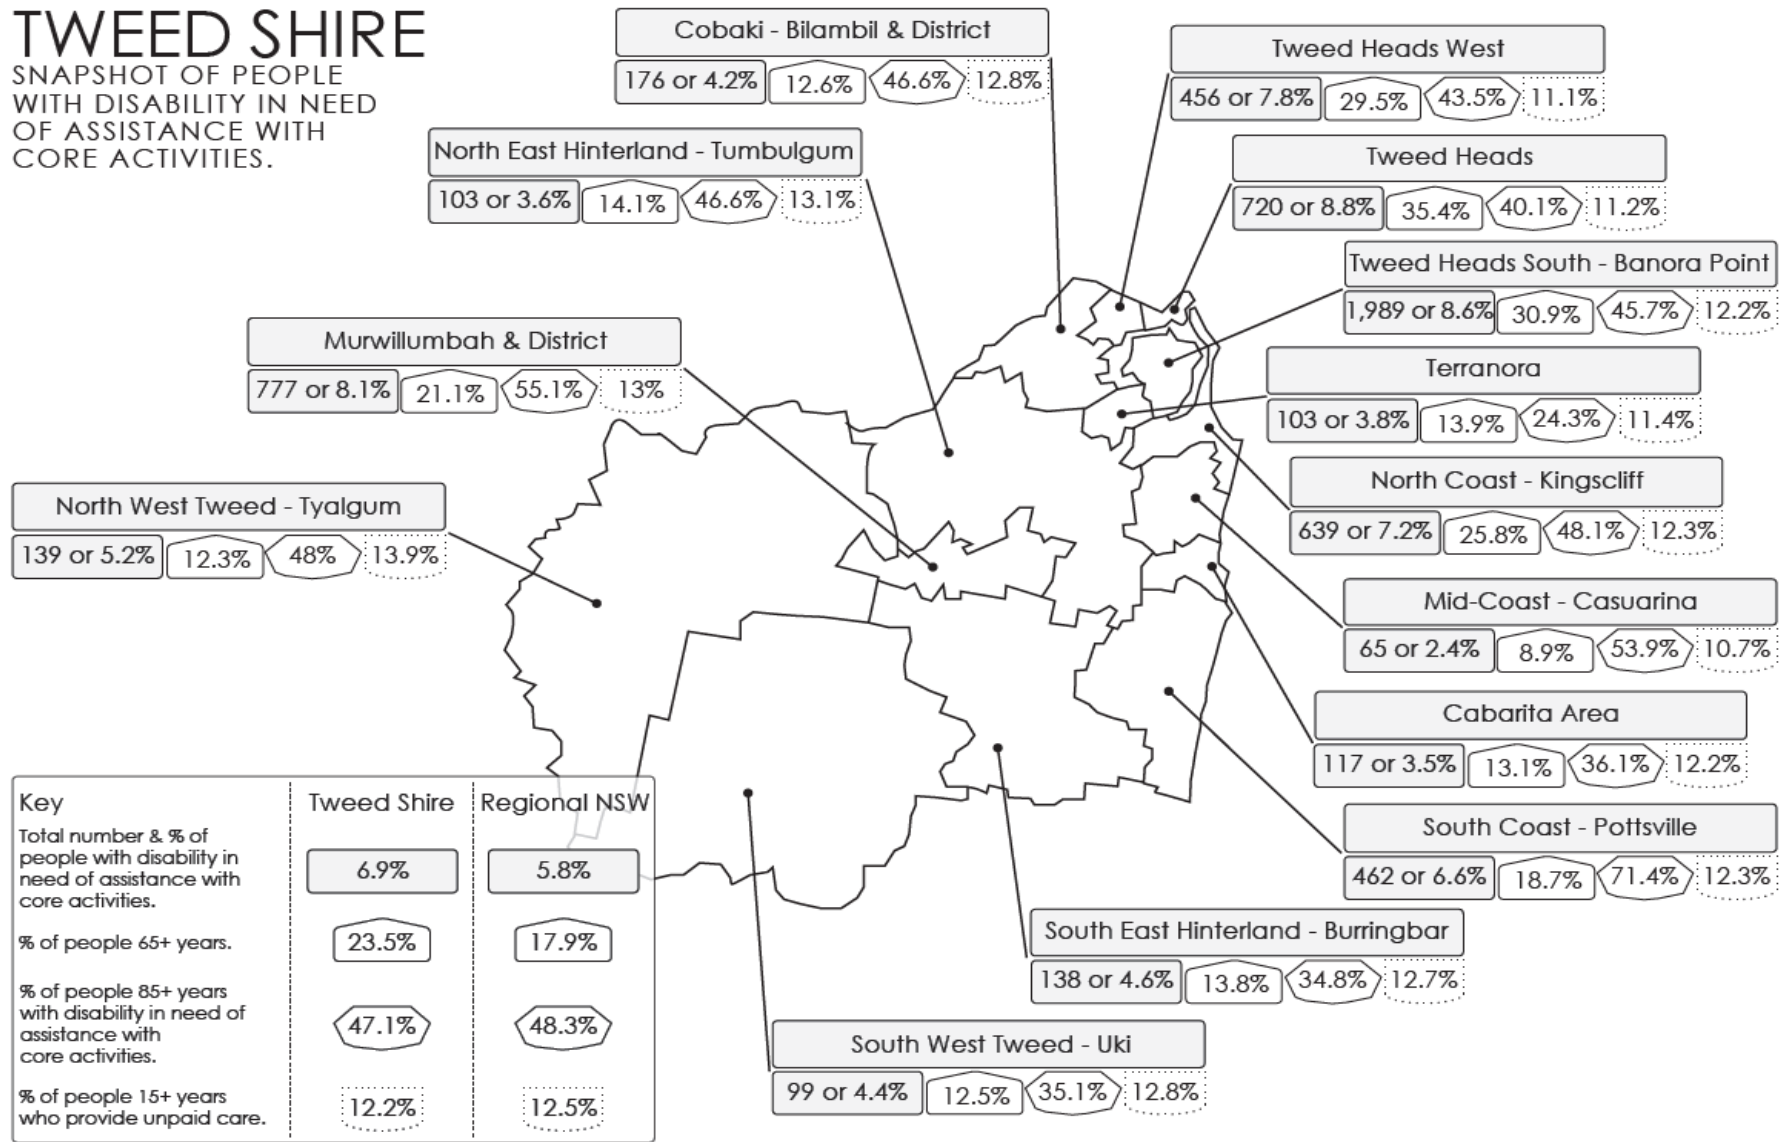 TWEED SHIRE
SNAPSHOT OF PEOPLE
WITH DISABILITY IN NEED
OF ASSISTANCE WITH
CORE ACTIVITIES.
Cobaki - Bilambil & District
176 or 4.2% 12.6% 46.6% 12.8%
Tweed Heads West
456 or 7.8% 29.5% 43.5% 11.1%
North East Hinterland - Tumbulgum
103 or 3.6% 14.1% 46.6% 13.1%
Tweed Heads
720 or 8.8% 35.4% 40.1% 11.2%
Tweed Heads South - Banora Point
1,989 or 8.6% 30.9% 45.7% 12.2%
Murwillumbah & District
777 or 8.1% 21.1% 55.1% 13%
Terranora
103 or 3.8% 13.9% 24.3% 11.4%
North Coast - Kingscliff
639 or 7.2% 25.8% 48.1% 12.3%
North West Tweed - Tyalgum
139 or 5.2% 12.3% 48% 13.9%
Mid-Coast - Casuarina
65 or 2.4% 8.9% 53.9% 10.7%
Cabarita Area
117 or 3.5% 13.1% 36.1% 12.2%
South Coast - Pottsville
462 or 6.6% 18.7% 71.4% 12.3%
South East Hinterland - Burringbar
138 or 4.6% 13.8% 34.8% 12.7%
South West Tweed - Uki
99 or 4.4% 12.5% 35.1% 12.8%
Key Tweed Shire Regional NSW
Total number & % of
people with disability in
need of assistance with
core activities.
6.9% 5.8%
% of people 65+ years.
23.5% 17.9%
% of people 85+ years
with disability in need of
assistance with
core activities.
47.1% 48.3%
% of people 15+ years
who provide unpaid care.
12.2% 12.5%